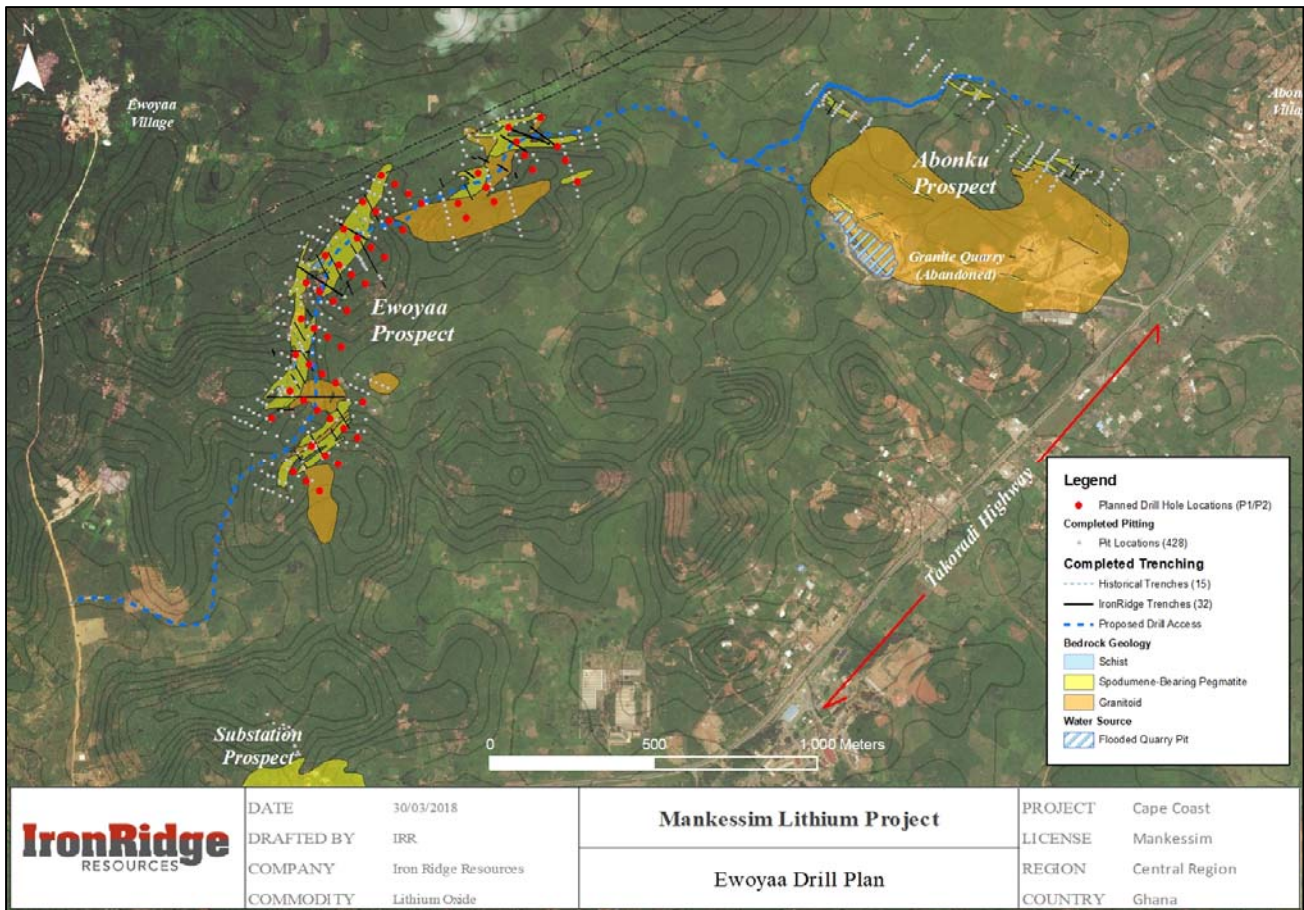 N
Ewoyaa
Village
Abonku
Prospect
Granite Quarry
(Abandoned)
Ewoyaa
Prospect
Takoradi Highway
Substation
Prospect
0 500 1,000 Meters
Legend
Planned Drill Hole Locations (P1/P2)
Completed Pitting
Pit Locations (428)
Completed Trenching
Historical Trenches (15)
IronRidge Trenches (32)
Proposed Drill Access
Bedrock Geology
Schist
Spodumene-Bearing Pegmatite
Granitoid
Water Source
Flooded Quarry Pit
IronRidge
RESOURCES
DATE 30/03/2018
DRAFTED BY IRR
COMPANY Iron Ridge Resources
COMMODITY Lithium Oxide
Mankessim Lithium Project
Ewoyaa Drill Plan
PROJECT Cape Coast
LICENSE Mankessim
REGION Central Region
COUNTRY Ghana